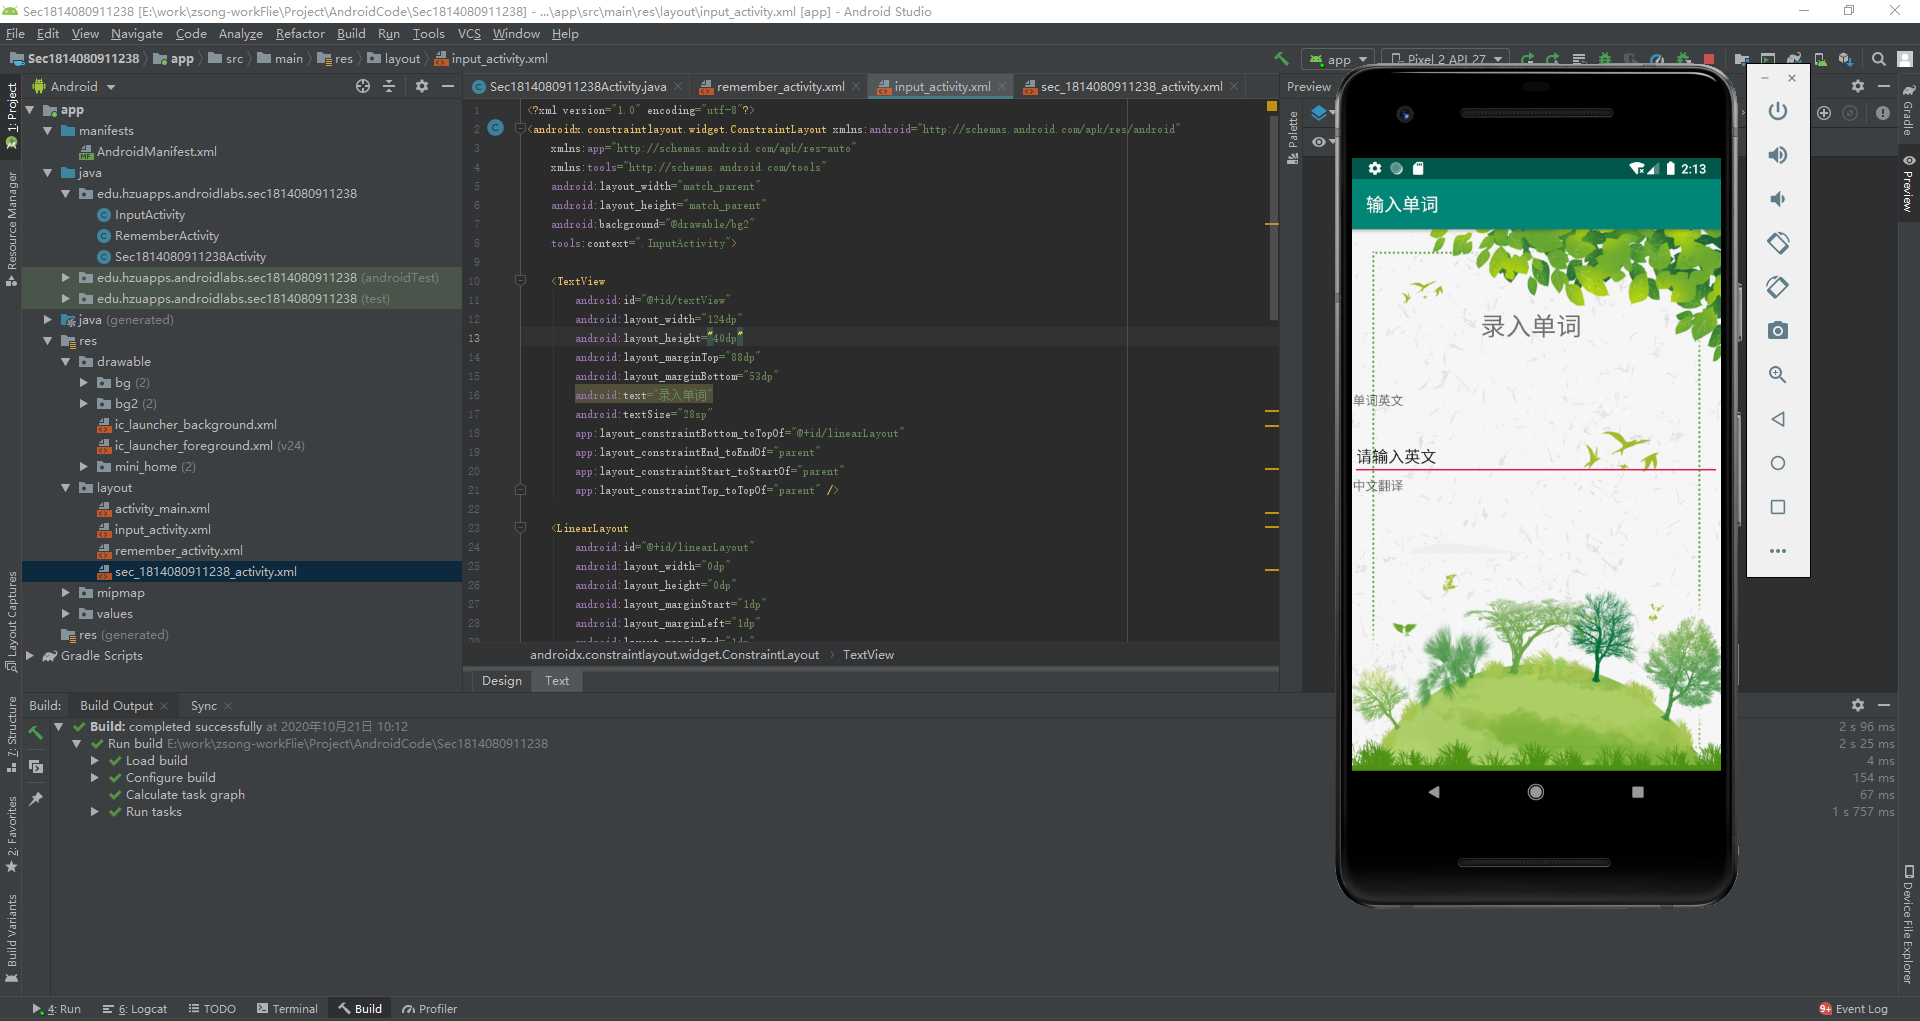 Sec1814080911238 [E:\work\zsong-workFlie\Project\AndroidCode\Sec1814080911238] - ...\app\src\main\res\layout\input_activity.xml [app] - Android Studio
File Edit View Navigate Code Analyze Refactor Build Run Tools VCS Window Help
Sec1814080911238 app src main res layout input_activity.xml
app Pixel 2 API 27
Android
Sec1814080911238Activity.java remember_activity.xml input_activity.xml sec_1814080911238_activity.xml
Preview
1: Project
Resource Manager
Layout Captures
7: Structure
2: Favorites
Build Variants
app
manifests
AndroidManifest.xml
java
edu.hzuapps.androidlabs.sec1814080911238
InputActivity
RememberActivity
Sec1814080911238Activity
edu.hzuapps.androidlabs.sec1814080911238 (androidTest)
edu.hzuapps.androidlabs.sec1814080911238 (test)
java (generated)
res
drawable
bg (2)
bg2 (2)
ic_launcher_background.xml
ic_launcher_foreground.xml (v24)
mini_home (2)
layout
activity_main.xml
input_activity.xml
remember_activity.xml
sec_1814080911238_activity.xml
mipmap
values
res (generated)
Gradle Scripts
1 <?xml version="1.0" encoding="utf-8"?>
2 <androidx.constraintlayout.widget.ConstraintLayout xmlns:android="http://schemas.android.com/apk/res/android"
3 xmlns:app="http://schemas.android.com/apk/res-auto"
4 xmlns:tools="http://schemas.android.com/tools"
5 android:layout_width="match_parent"
6 android:layout_height="match_parent"
7 android:background="@drawable/bg2"
8 tools:context=".InputActivity">
9
10 <TextView
11 android:id="@+id/textView"
12 android:layout_width="124dp"
13 android:layout_height="40dp"
14 android:layout_marginTop="88dp"
15 android:layout_marginBottom="53dp"
16 android:text="录入单词"
17 android:textSize="28sp"
18 app:layout_constraintBottom_toTopOf="@+id/linearLayout"
19 app:layout_constraintEnd_toEndOf="parent"
20 app:layout_constraintStart_toStartOf="parent"
21 app:layout_constraintTop_toTopOf="parent" />
22
23 <LinearLayout
24 android:id="@+id/linearLayout"
25 android:layout_width="0dp"
26 android:layout_height="0dp"
27 android:layout_marginStart="1dp"
28 android:layout_marginLeft="1dp"
androidx.constraintlayout.widget.ConstraintLayout TextView
Design Text
Palette
2:13
输入单词
录入单词
单词英文
请输入英文
中文翻译
Gradle
Preview
Device File Explorer
Build: Build Output Sync
Build: completed successfully at 2020年10月21日 10:12
2 s 96 ms
Run build E:\work\zsong-workFlie\Project\AndroidCode\Sec1814080911238
2 s 25 ms
Load build
4 ms
Configure build
154 ms
Calculate task graph
67 ms
Run tasks
1 s 757 ms
4: Run 6: Logcat TODO Terminal Build Profiler
9+ Event Log